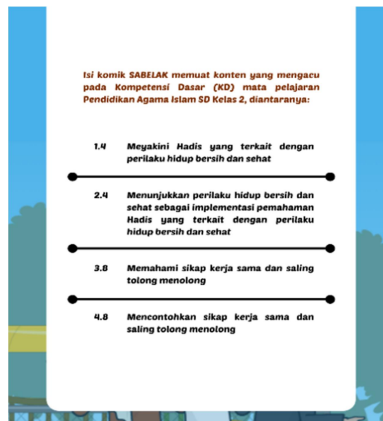 Isi komik SABELAK memuat konten yang mengacu
pada Kompetensi Dasar (KD) mata pelajaran
Pendidikan Agama Islam SD Kelas 2, diantaranya:
1.4 Meyakini Hadis yang terkait dengan
perilaku hidup bersih dan sehat
2.4 Menunjukkan perilaku hidup bersih dan
sehat sebagai implementasi pemahaman
Hadis yang terkait dengan perilaku
hidup bersih dan sehat
3.8 Memahami sikap kerja sama dan saling
tolong menolong
4.8 Mencontohkan sikap kerja sama dan
saling tolong menolong